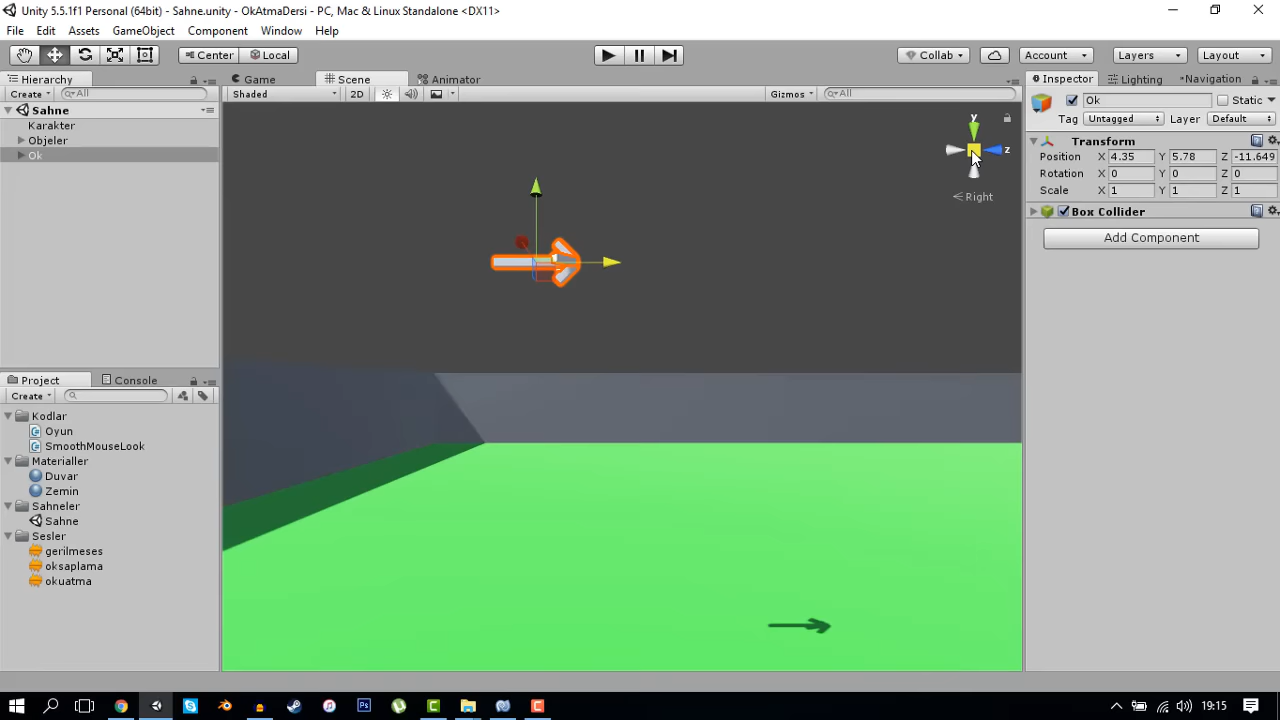 Unity 5.5.1f1 Personal (64bit) - Sahne.unity - OkAtmaDersi - PC, Mac & Linux Standalone <DX11>
File Edit Assets GameObject Component Window Help
Center Local Collab Account Layers Layout
Hierarchy
Create All
Sahne
Karakter
Objeler
Ok
Game Scene Animator
Shaded 2D Gizmos All
y
z
Right
Inspector Lighting Navigation
Ok Static
Tag Untagged Layer Default
Transform
Position X 4.35 Y 5.78 Z -11.649
Rotation X 0 Y 0 Z 0
Scale X 1 Y 1 Z 1
Box Collider
Add Component
Project Console
Create
Kodlar
Oyun
SmoothMouseLook
Materialler
Duvar
Zemin
Sahneler
Sahne
Sesler
gerilmeses
oksaplama
okuatma
19:15